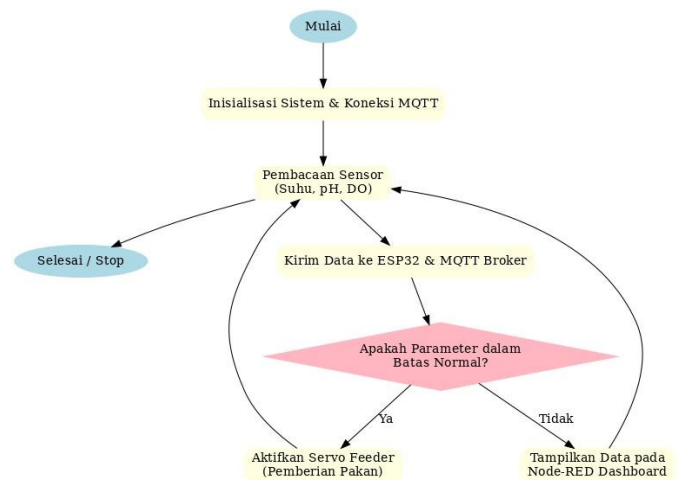 Mulai
Inisialisasi Sistem & Koneksi MQTT
Pembacaan Sensor
(Suhu, pH, DO)
Selesai / Stop
Kirim Data ke ESP32 & MQTT Broker
Apakah Parameter dalam
Batas Normal?
Ya
Tidak
Aktifkan Servo Feeder
(Pemberian Pakan)
Tampilkan Data pada
Node-RED Dashboard